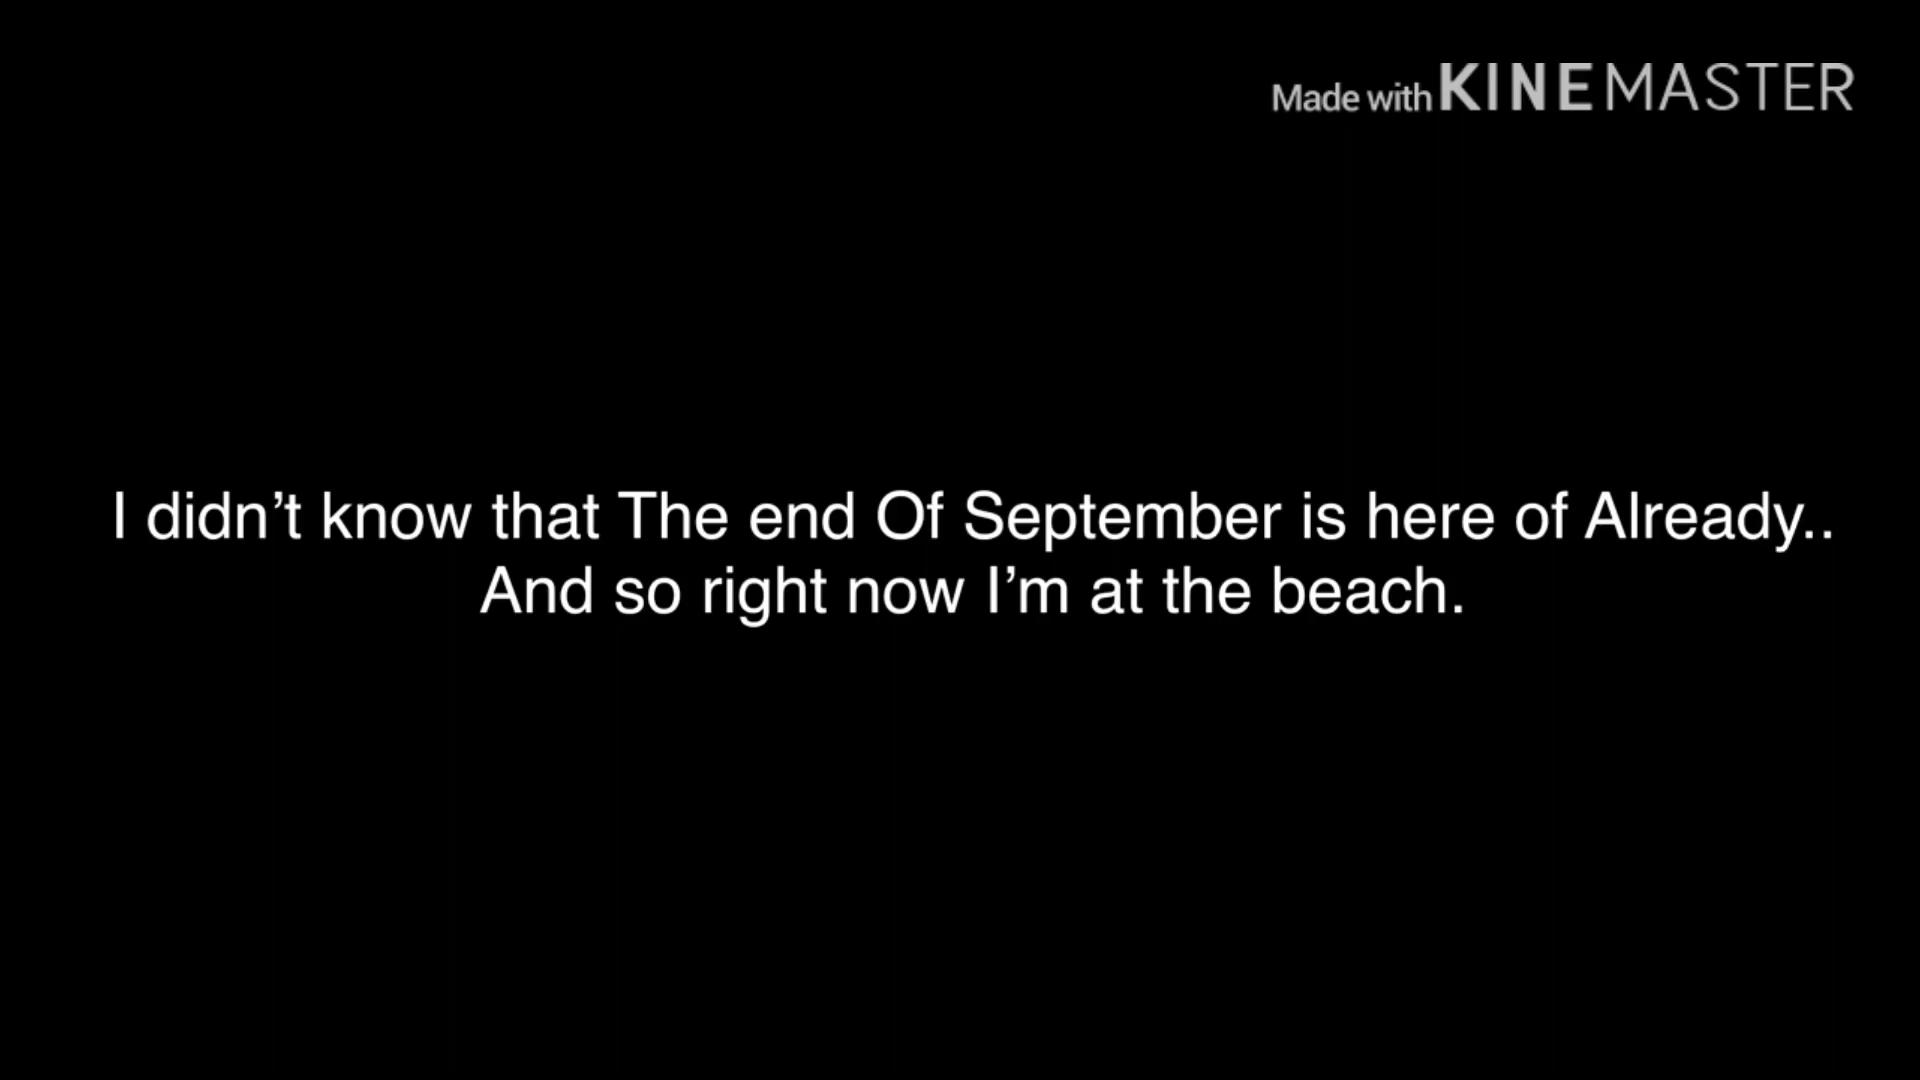 Made with KINEMASTER
I didn’t know that The end Of September is here of Already..
And so right now I’m at the beach.